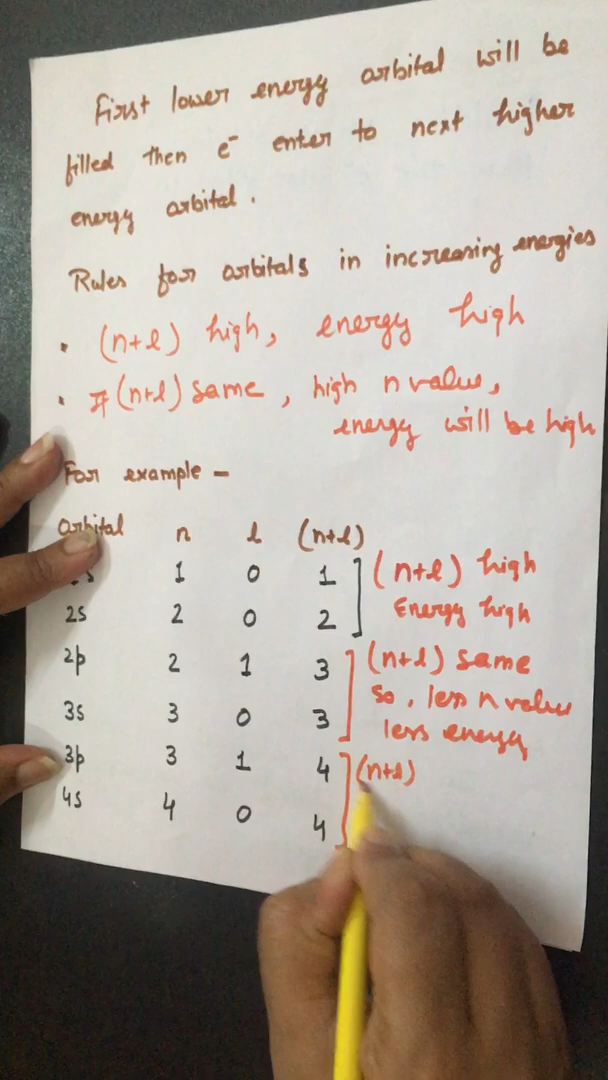 First lower energy orbital will be
filled then e⁻ enter to next higher
energy orbital.
Rules for orbitals in increasing energies
• (n+l) high, energy high
• If (n+l) same, high n value,
energy will be high
For example -
orbital n l (n+l)
s 1 0 1 (n+l) high
2s 2 0 2 Energy high
2p 2 1 3 (n+l) same
So, less n value
3s 3 0 3 less energy
3p 3 1 4 (n+l)
4s 4 0 4